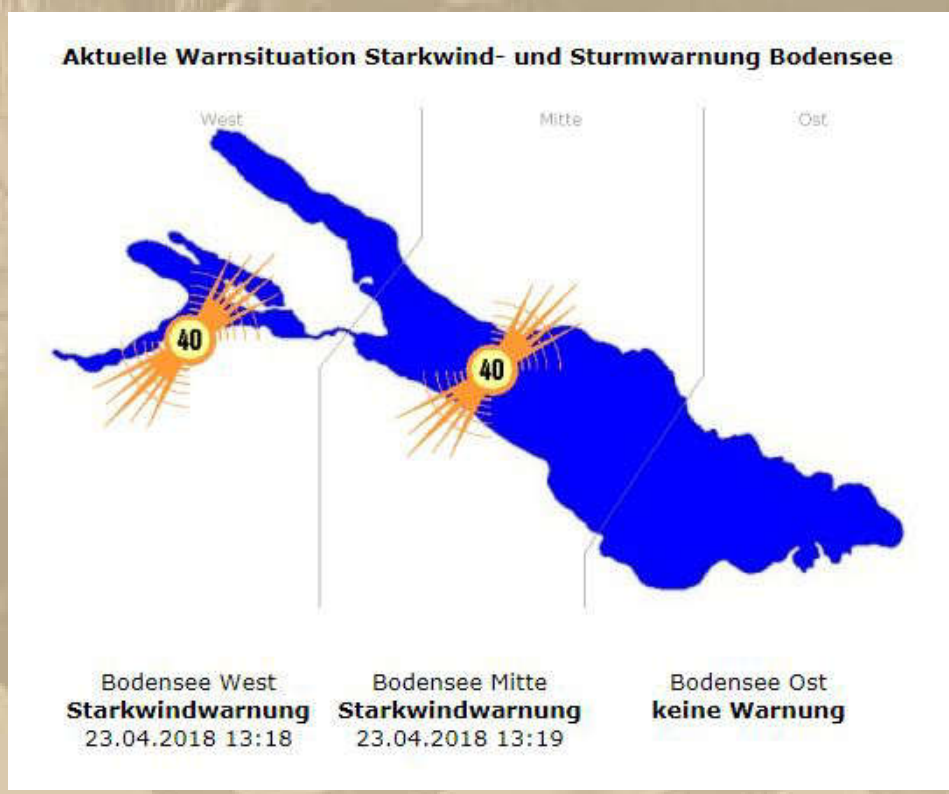 Aktuelle Warnsituation Starkwind- und Sturmwarnung Bodensee
West
Mitte
Ost
40
40
Bodensee West
Starkwindwarnung
23.04.2018 13:18
Bodensee Mitte
Starkwindwarnung
23.04.2018 13:19
Bodensee Ost
keine Warnung